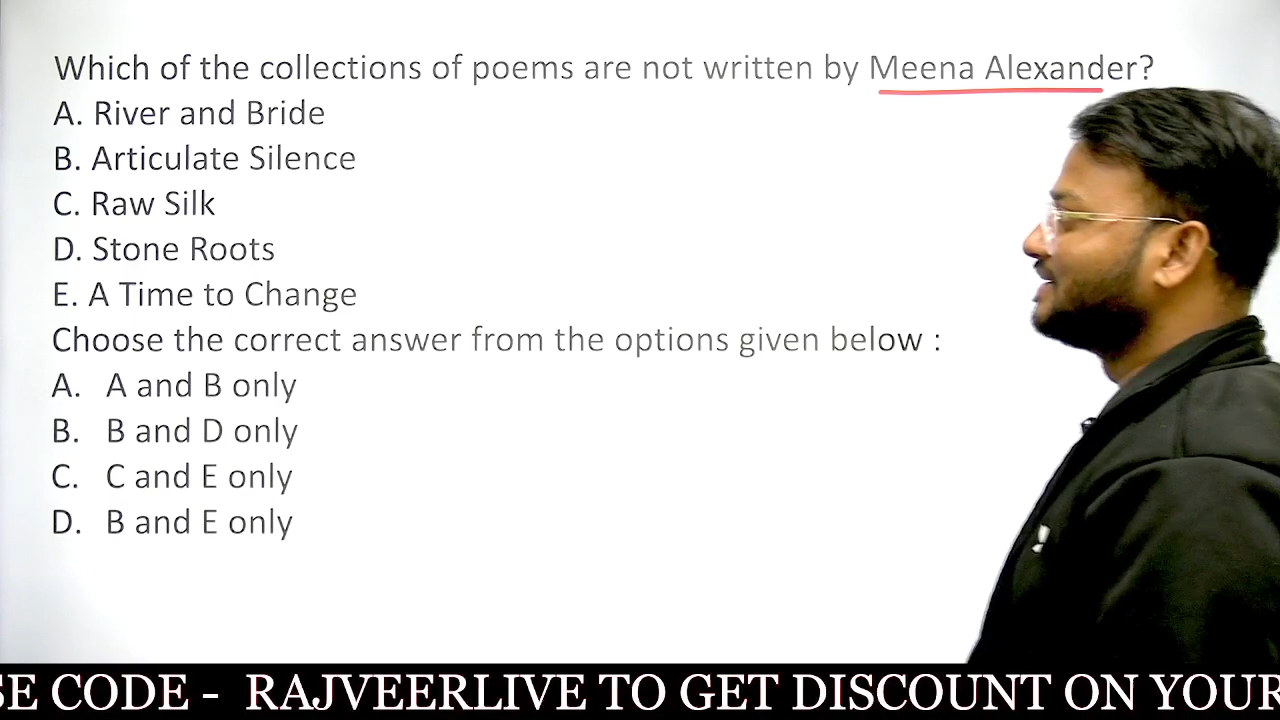 Which of the collections of poems are not written by Meena Alexander?
A. River and Bride
B. Articulate Silence
C. Raw Silk
D. Stone Roots
E. A Time to Change
Choose the correct answer from the options given below :
A. A and B only
B. B and D only
C. C and E only
D. B and E only
SE CODE - RAJVEERLIVE TO GET DISCOUNT ON YOUR